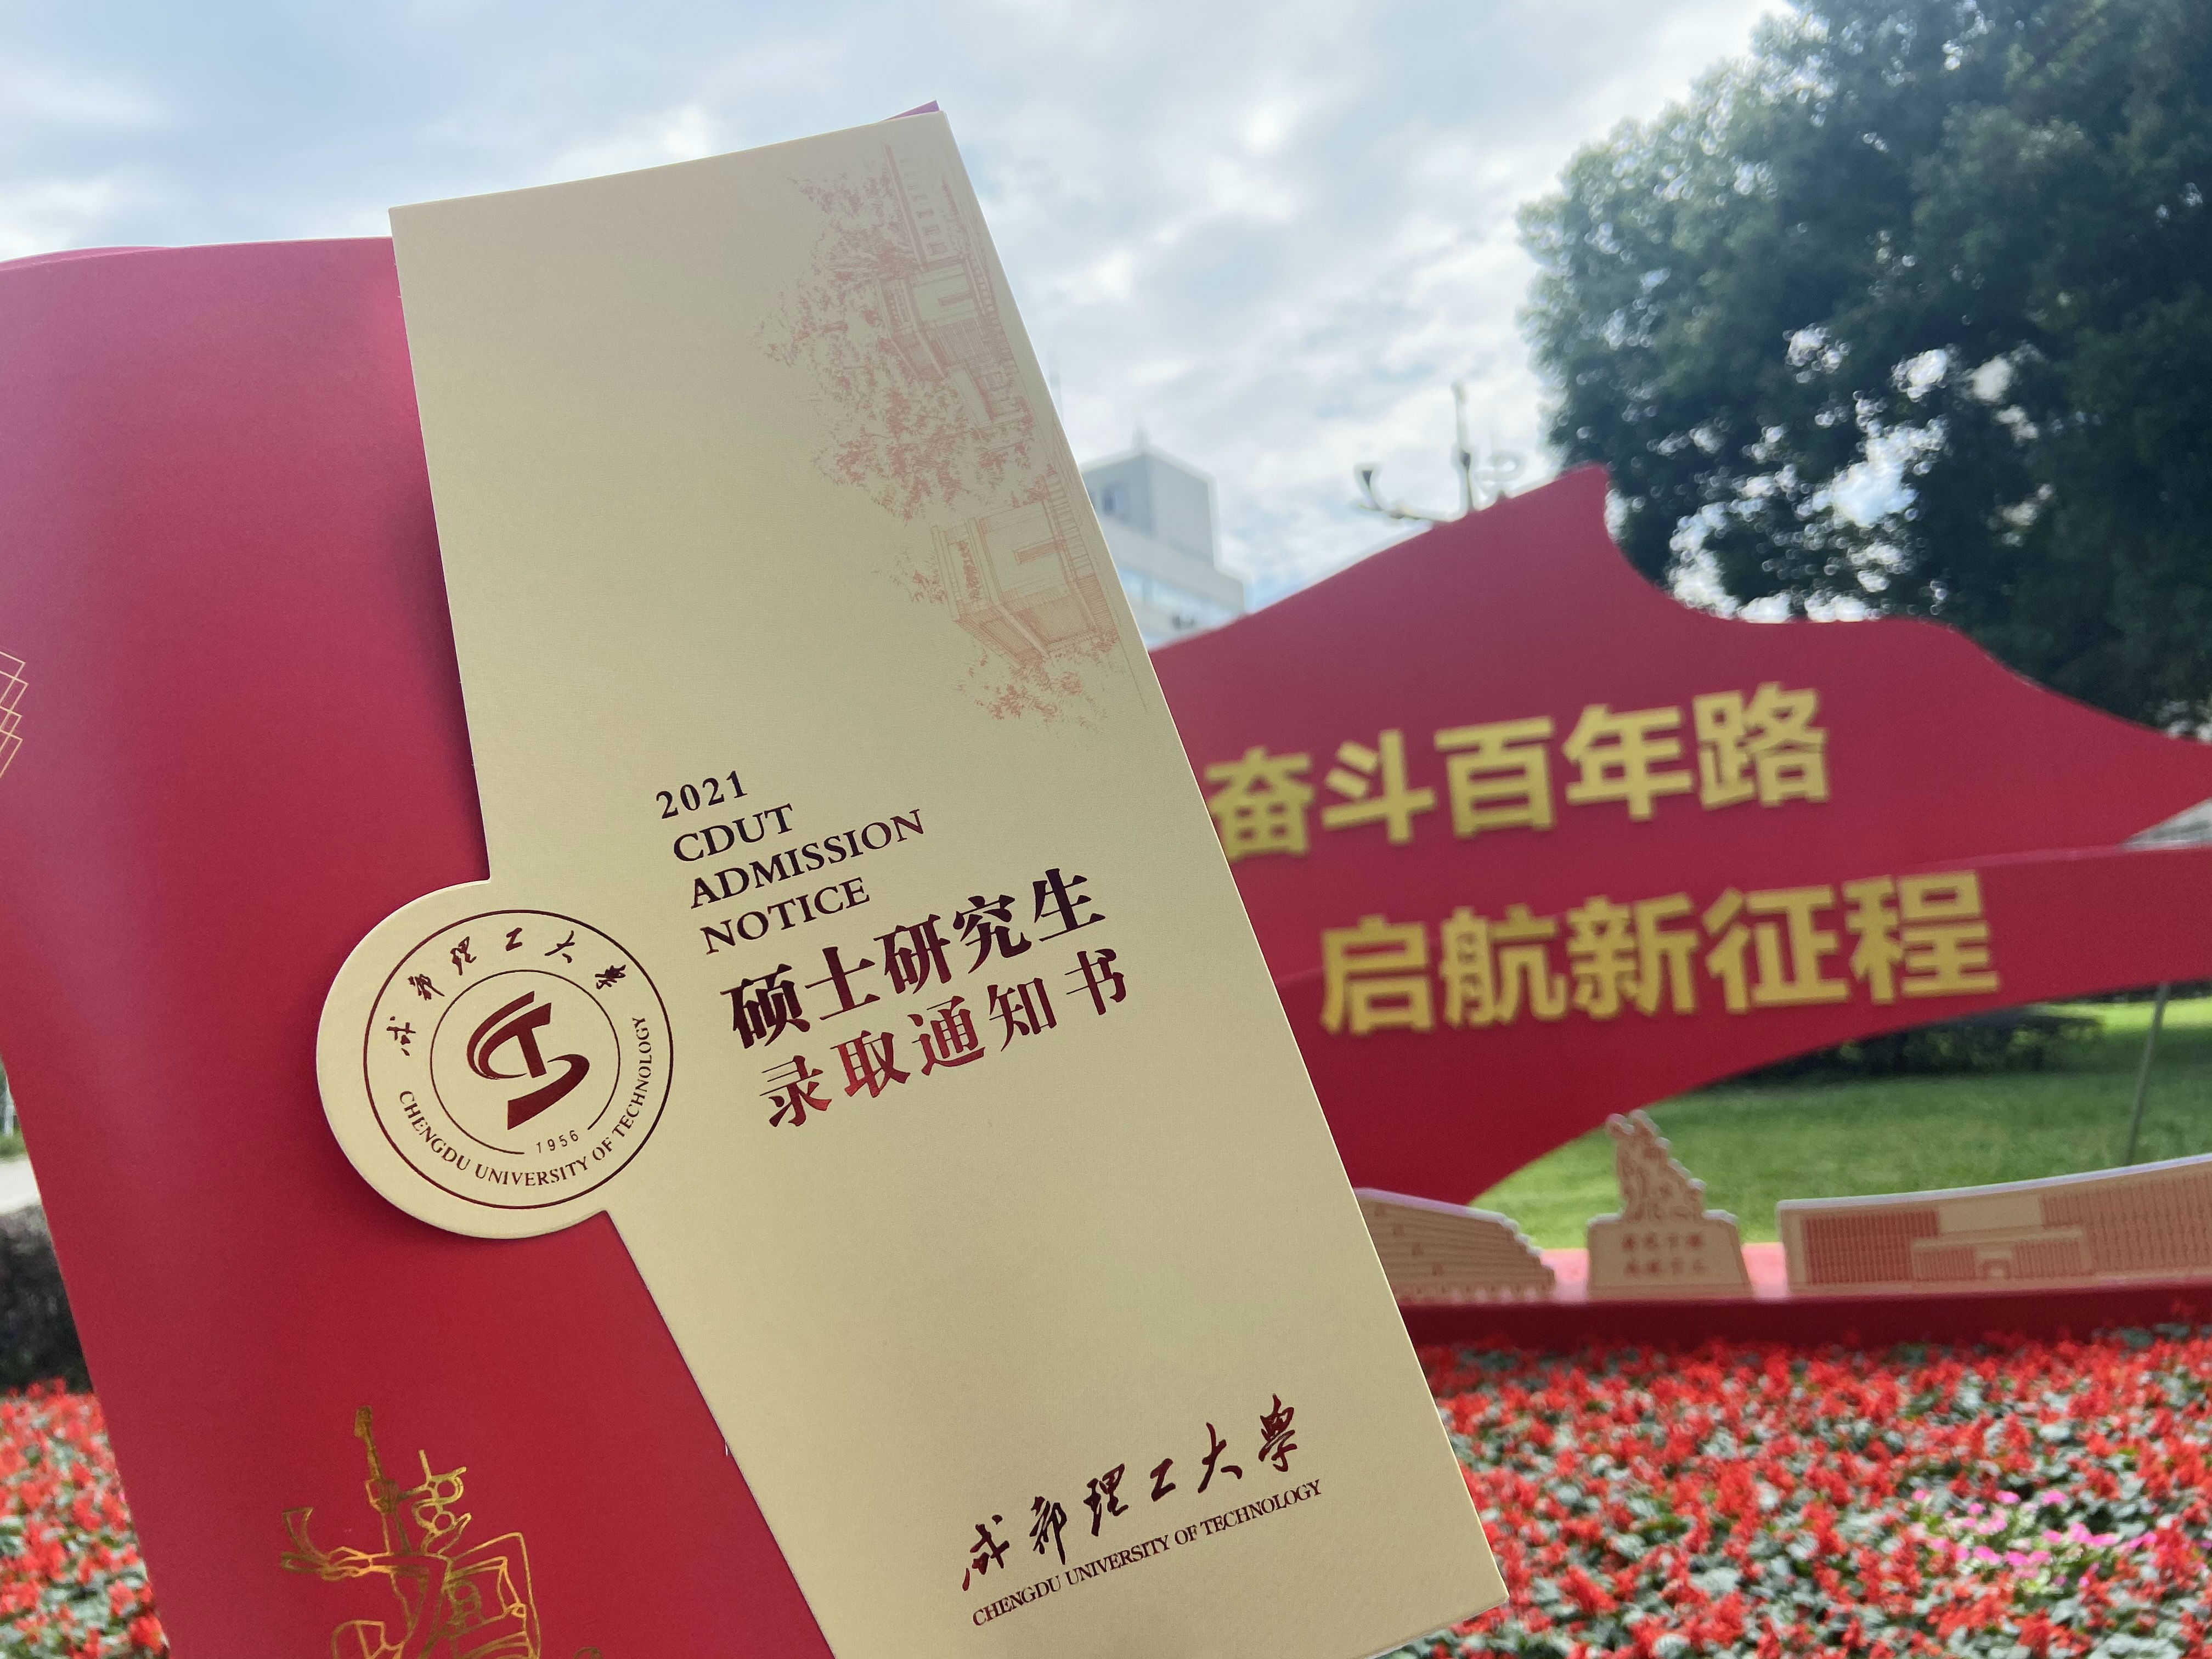 2021
CDUT
ADMISSION
NOTICE
硕士研究生
录取通知书
成都理工大学
CHENGDU UNIVERSITY OF TECHNOLOGY
1956
成都理工大學
CHENGDU UNIVERSITY OF TECHNOLOGY
奋斗百年路
启航新征程